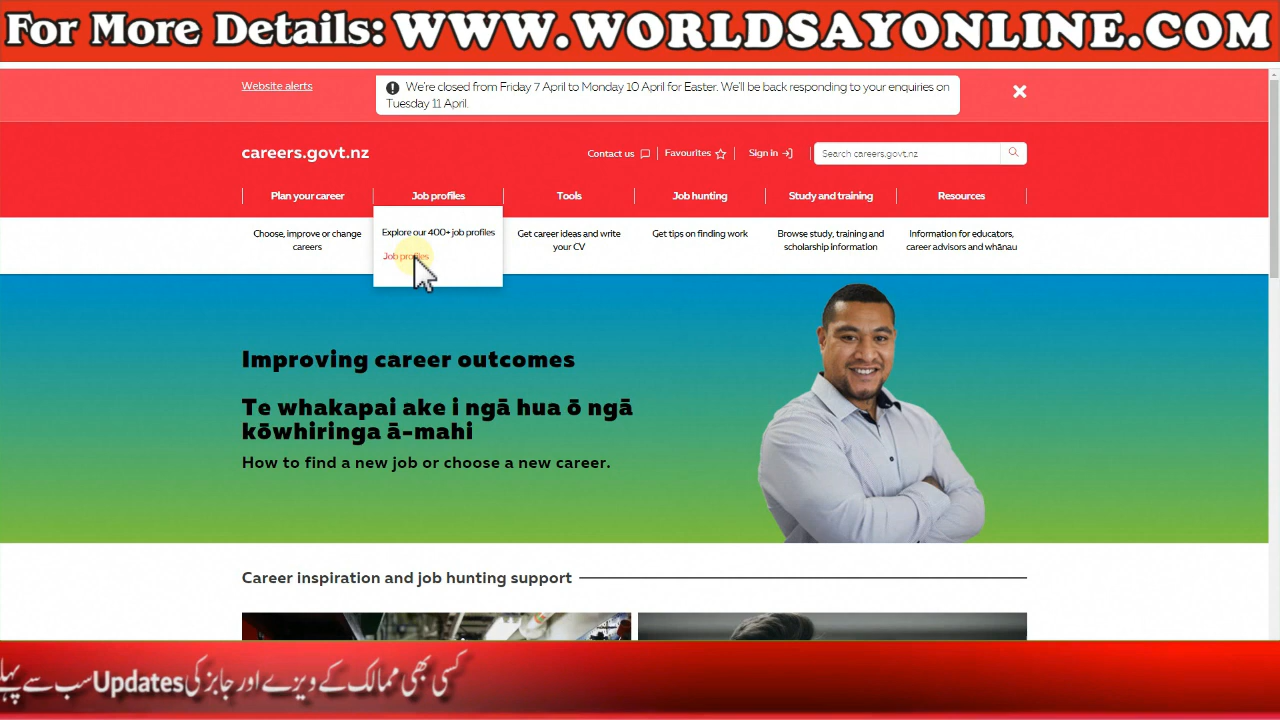 For More Details: WWW.WORLDSAYONLINE.COM
Website alerts
We're closed from Friday 7 April to Monday 10 April for Easter. We'll be back responding to your enquiries on
Tuesday 11 April.
careers.govt.nz
Contact us
Favourites
Sign in
Search careers.govt.nz
Plan your career
Job profiles
Tools
Job hunting
Study and training
Resources
Choose, improve or change
careers
Explore our 400+ job profiles
Job profiles
Get career ideas and write
your CV
Get tips on finding work
Browse study, training and
scholarship information
Information for educators,
career advisors and whānau
Improving career outcomes
Te whakapai ake i ngā hua ō ngā
kōwhiringa ā-mahi
How to find a new job or choose a new career.
Career inspiration and job hunting support
کسی بھی ممالک کے ویزے اور جابز کی Updates سب سے